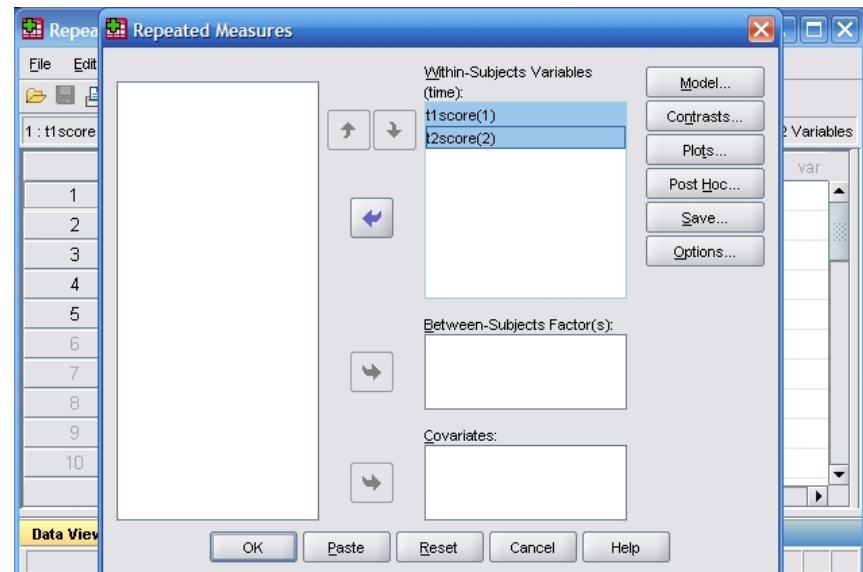 Repea
Repeated Measures
File Edit
1 : t1score
2 Variables
var
1
2
3
4
5
6
7
8
9
10
Data View
Within-Subjects Variables
(time):
t1score(1)
t2score(2)
Between-Subjects Factor(s):
Covariates:
Model...
Contrasts...
Plots...
Post Hoc...
Save...
Options...
OK Paste Reset Cancel Help